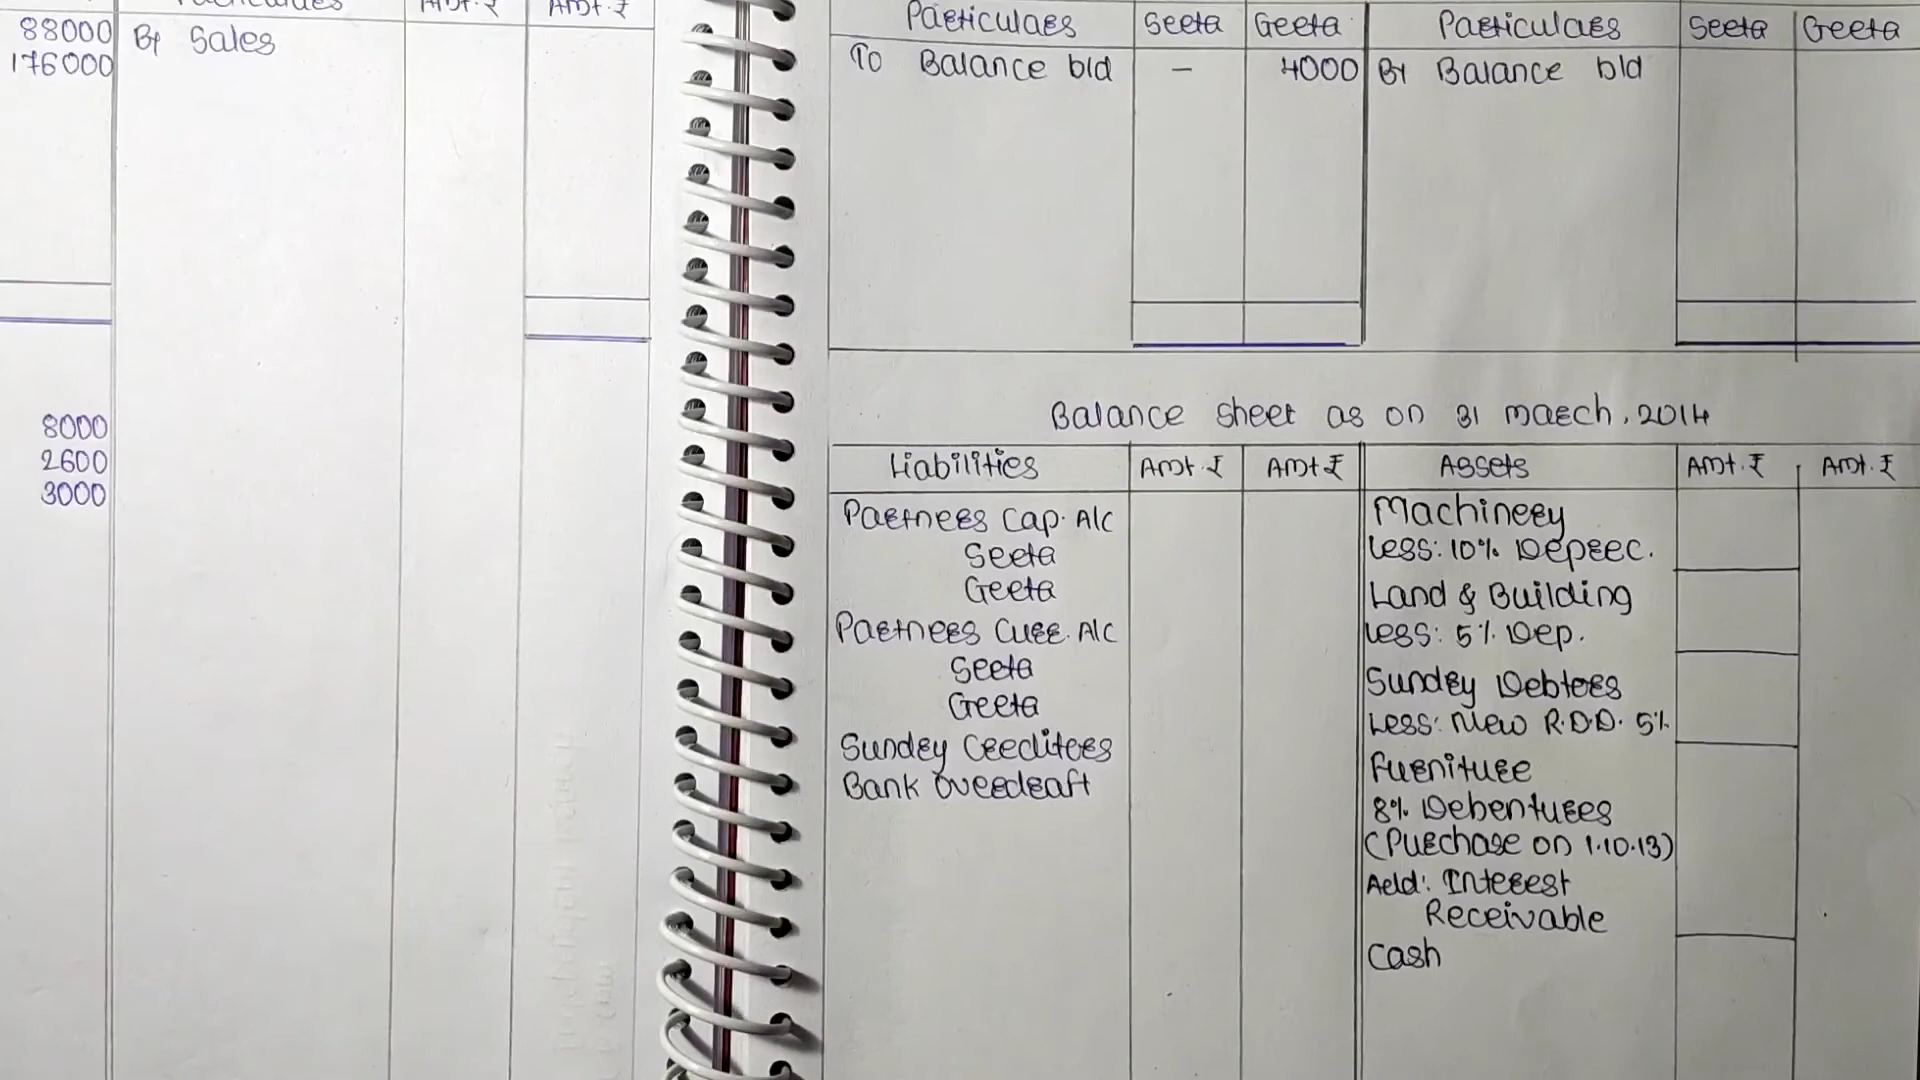 Amt. ₹ Amt. ₹
88000 By Sales
176000
8000
2600
3000
Particulars Seeta Geeta Particulars Seeta Geeta
To Balance b/d - 4000 By Balance b/d
Balance sheet as on 31 march, 2014
Liabilities Amt. ₹ Amt ₹ Assets Amt. ₹ Amt. ₹
Partners Cap. A/c
Seeta
Geeta
Partners Curr. A/c
Seeta
Geeta
Sundry Creditors
Bank Overdraft
Machinery
Less: 10% Deprec.
Land & Building
Less: 5% Dep.
Sundry Debtors
Less: New R.D.D. 5%
Furniture
8% Debentures
(Purchase on 1.10.13)
Add: Interest
Receivable
Cash